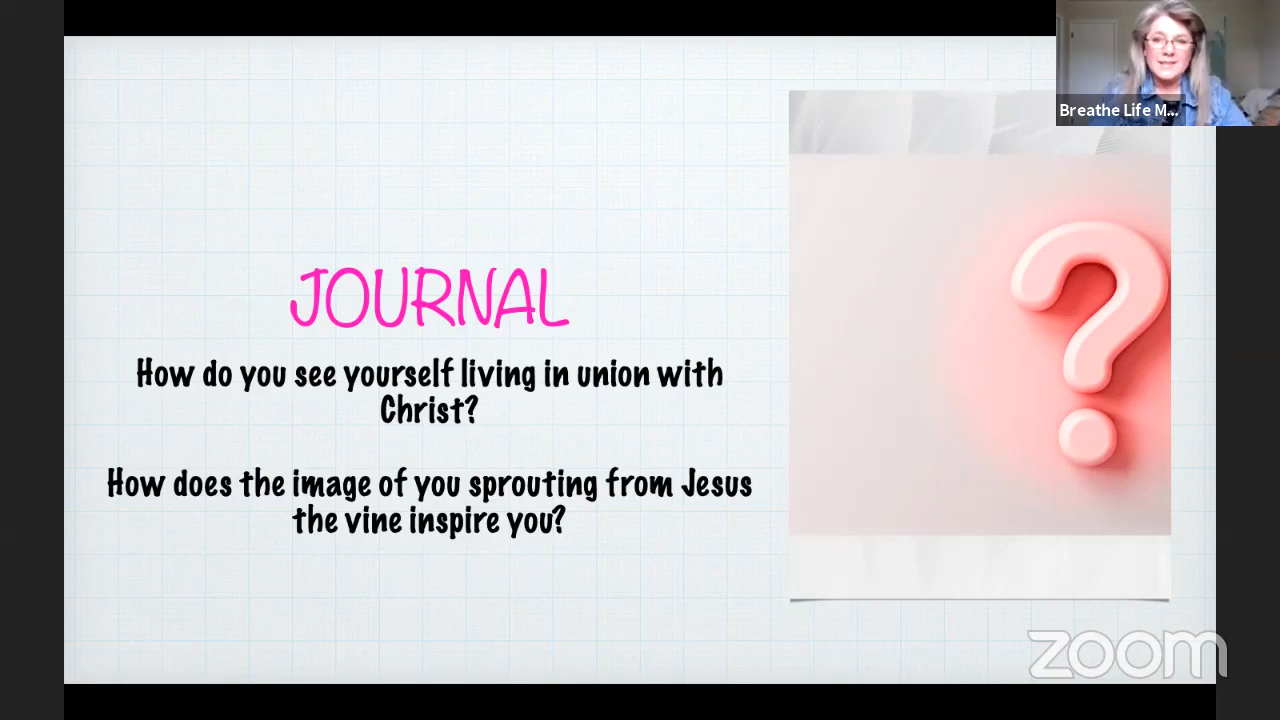 Breathe Life M...
JOURNAL
How do you see yourself living in union with
Christ?
How does the image of you sprouting from Jesus
the vine inspire you?
?
zoom